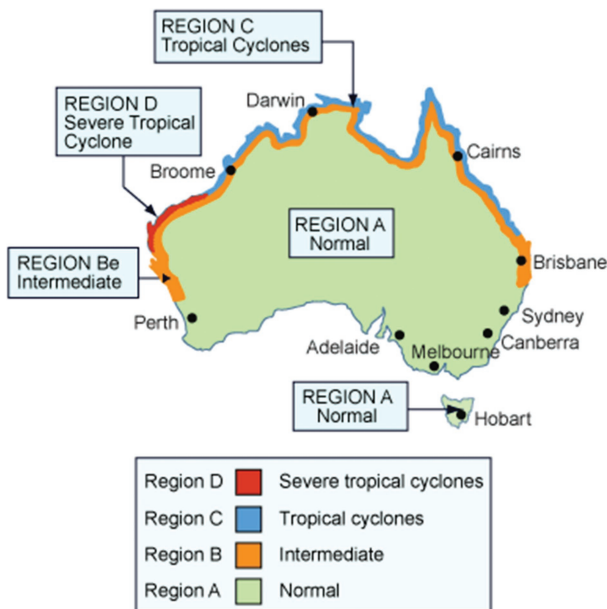 REGION C
Tropical Cyclones
REGION D
Severe Tropical
Cyclone
Darwin
Cairns
Broome
REGION A
Normal
REGION Be
Intermediate
Brisbane
Perth
Sydney
Adelaide
Canberra
Melbourne
REGION A
Normal
Hobart
Region D Severe tropical cyclones
Region C Tropical cyclones
Region B Intermediate
Region A Normal